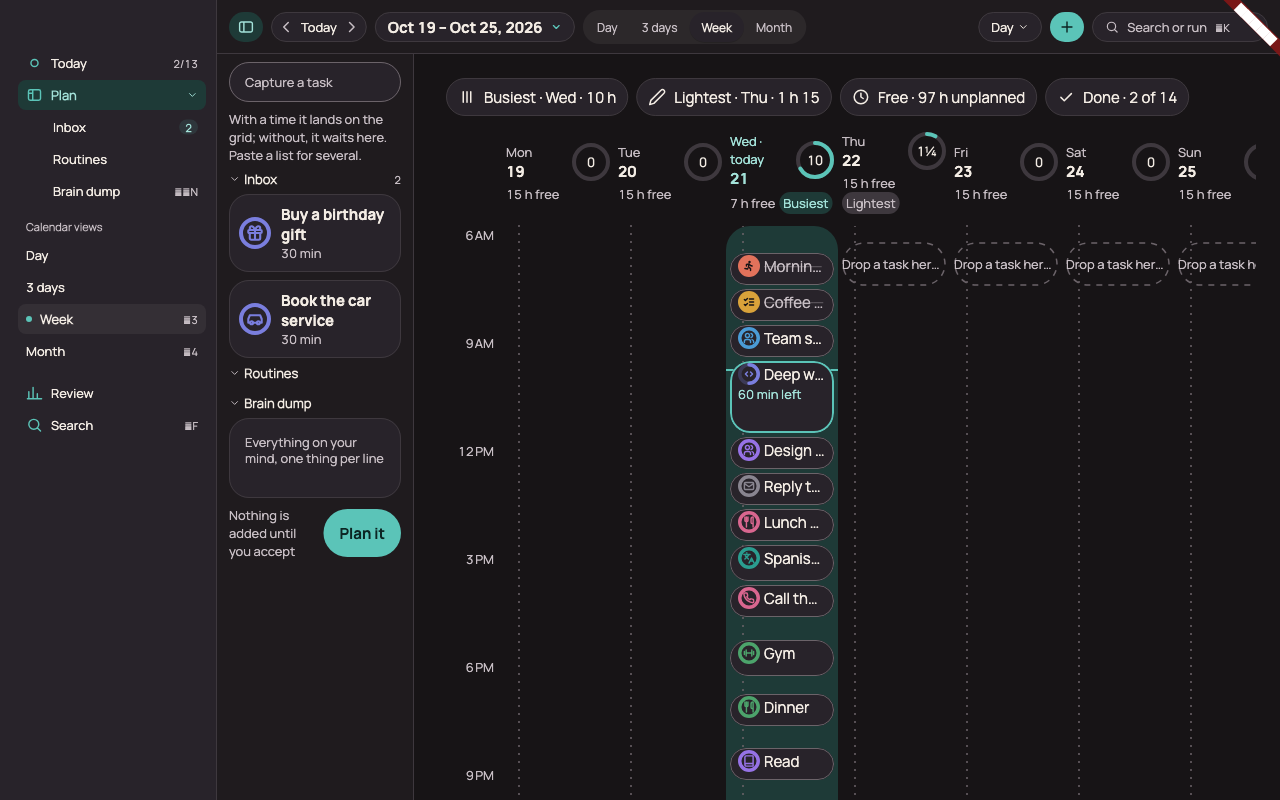 Today
Oct 19 – Oct 25, 2026
Day
3 days
Week
Month
Day
Search or run
K
Today
2/13
Plan
Inbox
2
Routines
Brain dump
N
Calendar views
Day
3 days
Week
3
Month
4
Review
Search
F
Capture a task
With a time it lands on the
grid; without, it waits here.
Paste a list for several.
Inbox
2
Buy a birthday
gift
30 min
Book the car
service
30 min
Routines
Brain dump
Everything on your
mind, one thing per line
Nothing is
added until
you accept
Plan it
Busiest · Wed · 10 h
Lightest · Thu · 1 h 15
Free · 97 h unplanned
Done · 2 of 14
Mon
19
0
15 h free
Tue
20
0
15 h free
Wed ·
today
21
10
7 h free
Busiest
Thu
22
1¼
15 h free
Lightest
Fri
23
0
15 h free
Sat
24
0
15 h free
Sun
25
15 h free
6 AM
9 AM
12 PM
3 PM
6 PM
9 PM
Mornin…
Coffee …
Team s…
Deep w…
60 min left
Design …
Reply t…
Lunch …
Spanis…
Call th…
Gym
Dinner
Read
Drop a task her…
Drop a task her…
Drop a task her…
Drop a task h